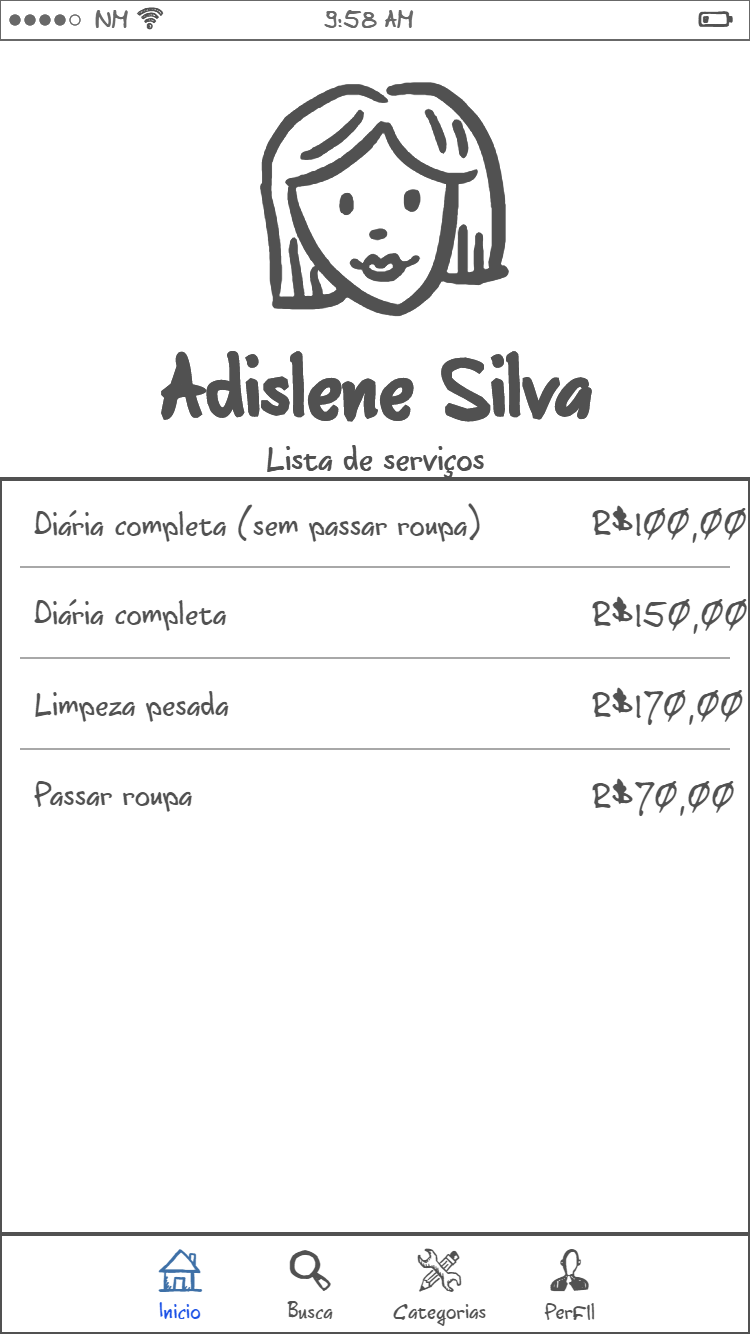 NM 9:58 AM
Adislene Silva
Lista de serviços
Diária completa (sem passar roupa) R$100,00
Diária completa R$150,00
Limpeza pesada R$170,00
Passar roupa R$70,00
Inicio Busca Categorias PerFIl